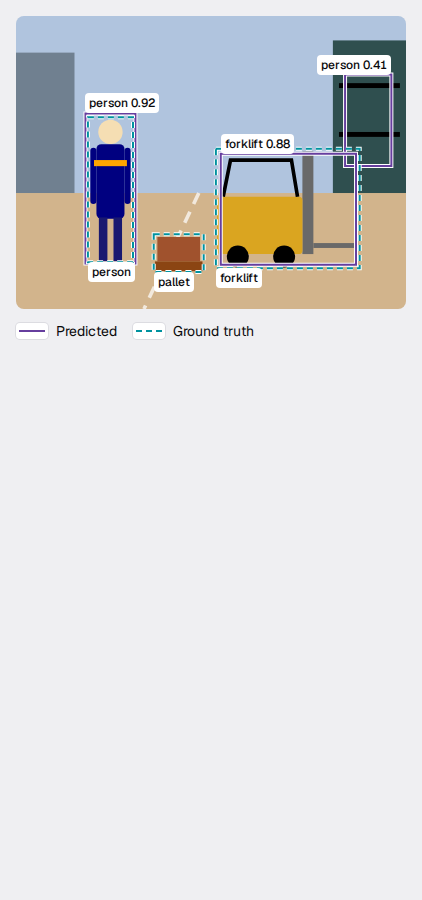 person 0.41
person 0.92
forklift 0.88
person
pallet
forklift
Predicted
Ground truth